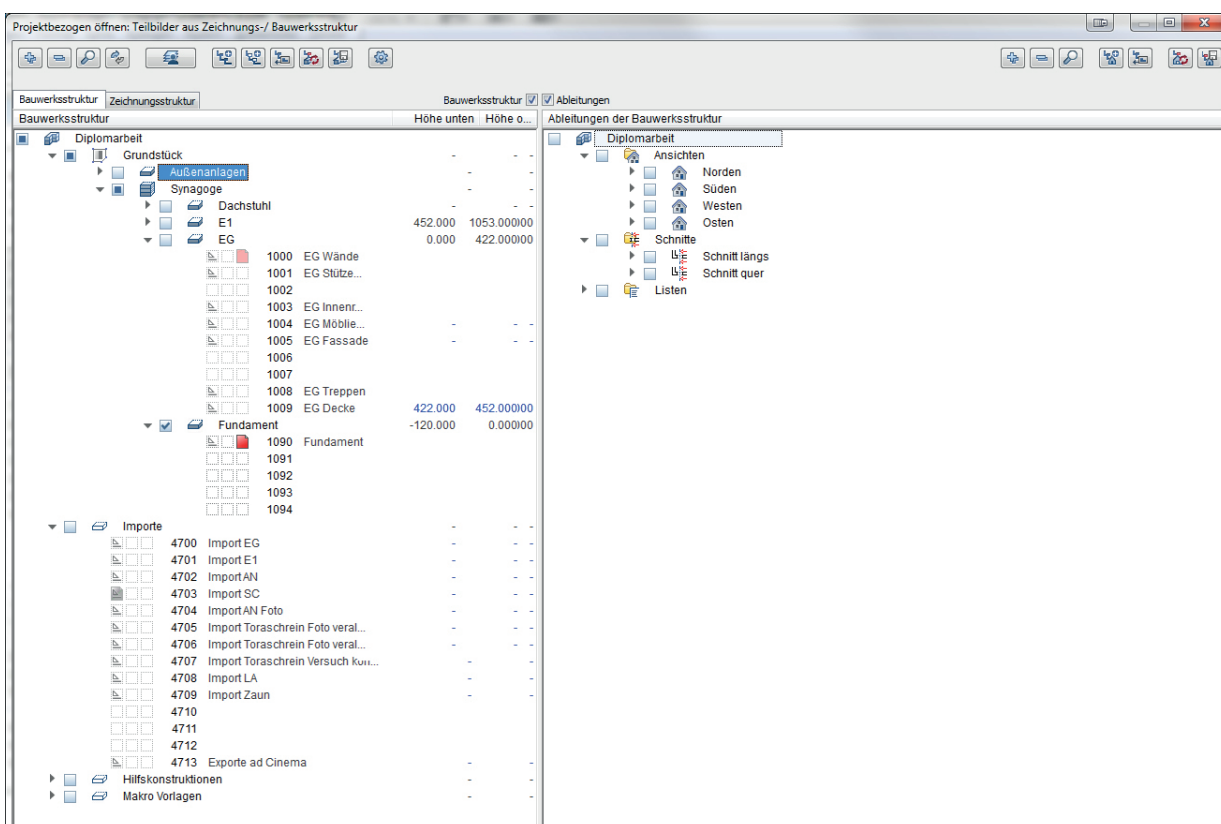 Projektbezogen öffnen: Teilbilder aus Zeichnungs-/ Bauwerksstruktur
Bauwerksstruktur Zeichnungsstruktur Bauwerksstruktur Ableitungen
Bauwerksstruktur Höhe unten Höhe o...
Diplomarbeit
Grundstück - - -
Außenanlagen - -
Synagoge - -
Dachstuhl - - -
E1 452.000 1053.000
EG 0.000 422.000
1000 EG Wände
1001 EG Stütze...
1002
1003 EG Innenr...
1004 EG Möblie... - - -
1005 EG Fassade - - -
1006
1007
1008 EG Treppen
1009 EG Decke 422.000 452.000
Fundament -120.000 0.000
1090 Fundament
1091
1092
1093
1094
Importe - - -
4700 Import EG - - -
4701 Import E1 - - -
4702 Import AN - - -
4703 Import SC - - -
4704 Import AN Foto - - -
4705 Import Toraschrein Foto veral... - - -
4706 Import Toraschrein Foto veral... - - -
4707 Import Toraschrein Versuch kon... - -
4708 Import LA - -
4709 Import Zaun - -
4710
4711
4712
4713 Exporte ad Cinema - -
Hilfskonstruktionen - -
Makro Vorlagen - -
Ableitungen der Bauwerksstruktur
Diplomarbeit
Ansichten
Norden
Süden
Westen
Osten
Schnitte
Schnitt längs
Schnitt quer
Listen